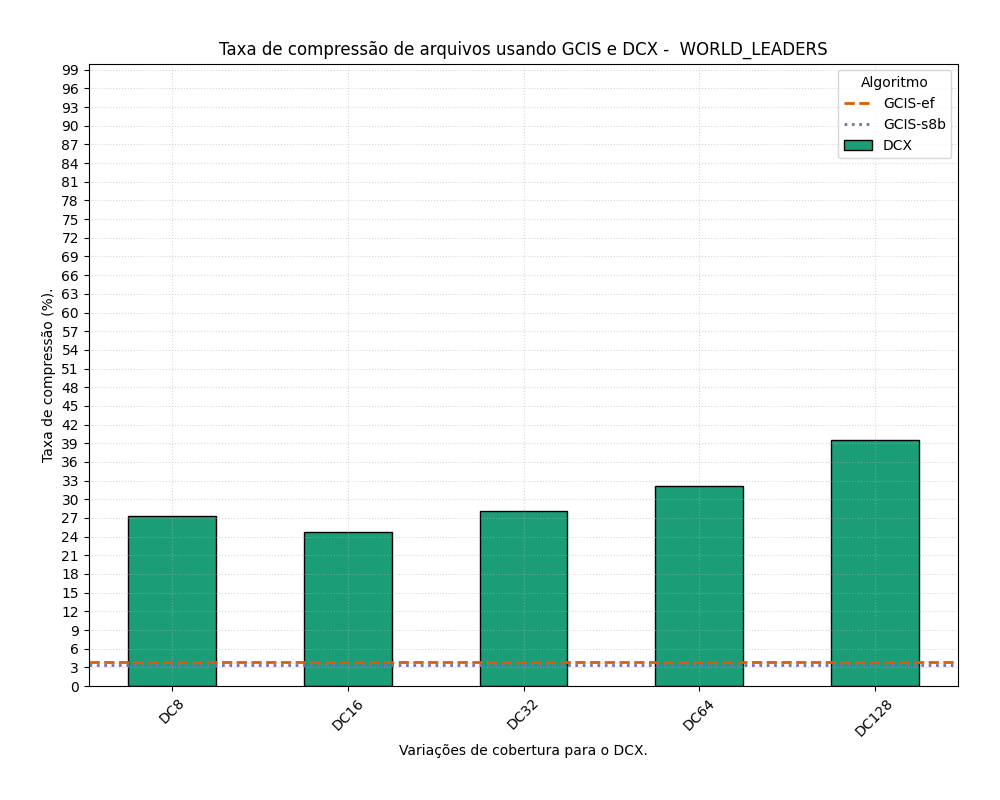 Taxa de compressão de arquivos usando GCIS e DCX -  WORLD_LEADERS
Algoritmo
GCIS-ef
GCIS-s8b
DCX
Taxa de compressão (%).
99
96
93
90
87
84
81
78
75
72
69
66
63
60
57
54
51
48
45
42
39
36
33
30
27
24
21
18
15
12
9
6
3
0
DC8
DC16
DC32
DC64
DC128
Variações de cobertura para o DCX.